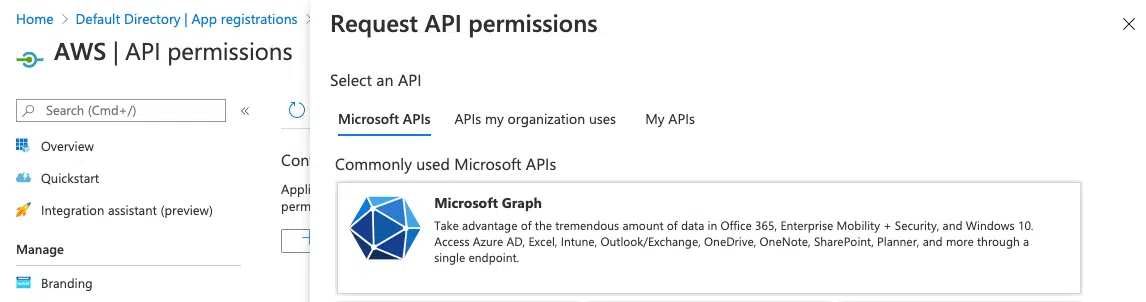 Home > Default Directory | App registrations >
AWS | API permissions
Search (Cmd+/)
«
Overview
Quickstart
Integration assistant (preview)
Manage
Branding
Request API permissions
Select an API
Microsoft APIs
APIs my organization uses
My APIs
Commonly used Microsoft APIs
Microsoft Graph
Take advantage of the tremendous amount of data in Office 365, Enterprise Mobility + Security, and Windows 10.
Access Azure AD, Excel, Intune, Outlook/Exchange, OneDrive, OneNote, SharePoint, Planner, and more through a
single endpoint.